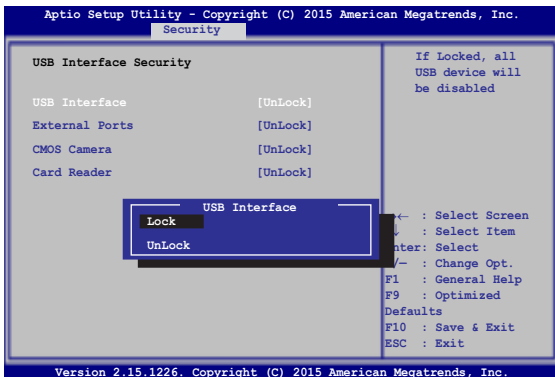 Aptio Setup Utility - Copyright (C) 2015 American Megatrends, Inc.
Security
USB Interface Security
USB Interface [UnLock]
External Ports [UnLock]
CMOS Camera [UnLock]
Card Reader [UnLock]
USB Interface
Lock
UnLock
If Locked, all
USB device will
be disabled
← : Select Screen
↓ : Select Item
nter: Select
/— : Change Opt.
F1 : General Help
F9 : Optimized
Defaults
F10 : Save & Exit
ESC : Exit
Version 2.15.1226. Copyright (C) 2015 American Megatrends, Inc.